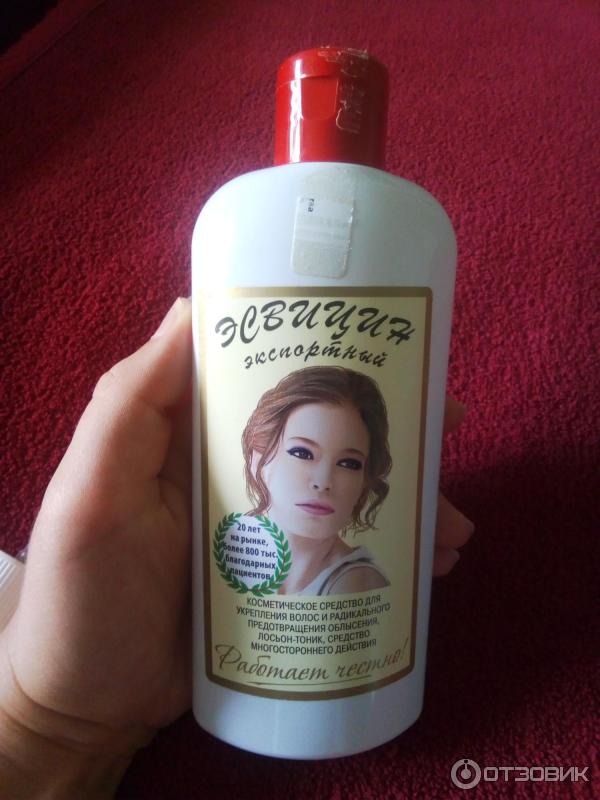 ЭСВИЦИН
экспортный
20 лет
на рынке,
более 800 тыс.
благодарных
пациентов
КОСМЕТИЧЕСКОЕ СРЕДСТВО ДЛЯ
УКРЕПЛЕНИЯ ВОЛОС И РАДИКАЛЬНОГО
ПРЕДОТВРАЩЕНИЯ ОБЛЫСЕНИЯ,
ЛОСЬОН-ТОНИК, СРЕДСТВО
МНОГОСТОРОННЕГО ДЕЙСТВИЯ
Работает честно!
ОТЗОВИК